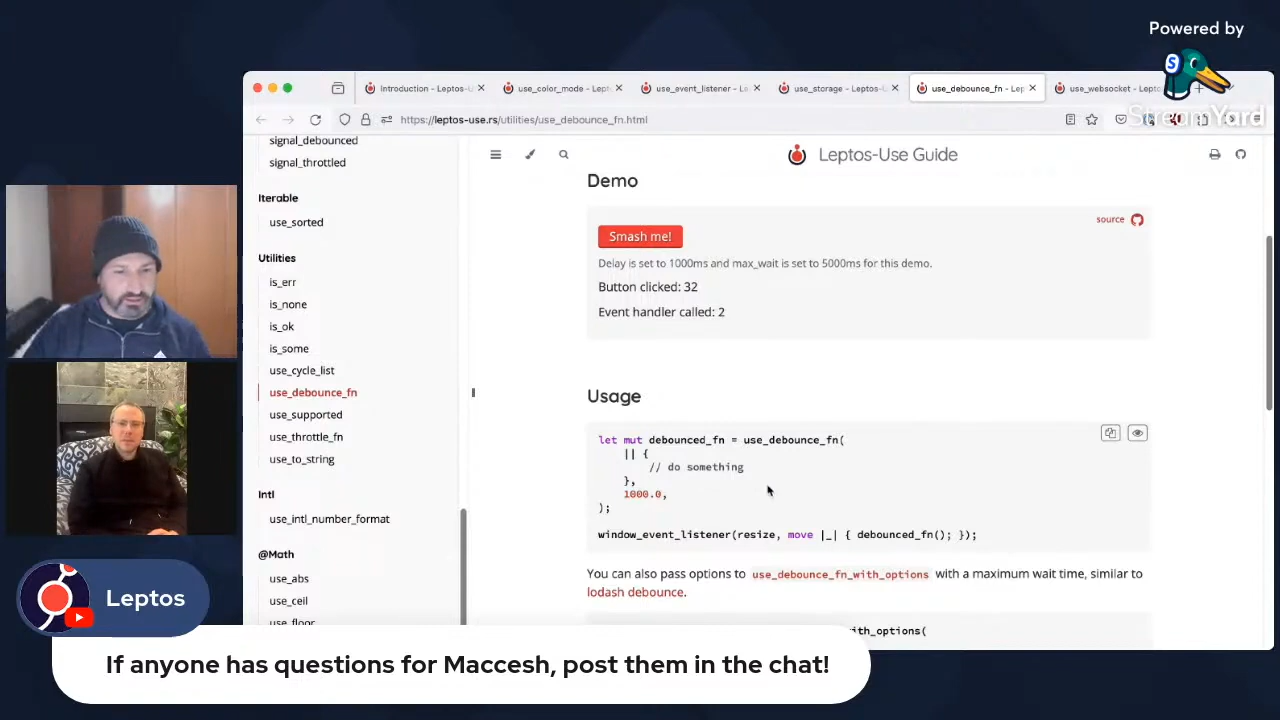 Powered by
StreamYard
Introduction - Leptos-U
use_color_mode - Lept
use_event_listener - Le
use_storage - Leptos-
use_debounce_fn - Lep
use_websocket - Lepto
https://leptos-use.rs/utilities/use_debounce_fn.html
signal_debounced
signal_throttled
Iterable
use_sorted
Utilities
is_err
is_none
is_ok
is_some
use_cycle_list
use_debounce_fn
use_supported
use_throttle_fn
use_to_string
Intl
use_intl_number_format
@Math
use_abs
use_ceil
use_floor
Leptos-Use Guide
Demo
source
Smash me!
Delay is set to 1000ms and max_wait is set to 5000ms for this demo.
Button clicked: 32
Event handler called: 2
Usage
let mut debounced_fn = use_debounce_fn(
|| {
// do something
},
1000.0,
);
window_event_listener(resize, move |_| { debounced_fn(); });
You can also pass options to use_debounce_fn_with_options with a maximum wait time, similar to
lodash debounce.
ith_options(
Leptos
If anyone has questions for Maccesh, post them in the chat!